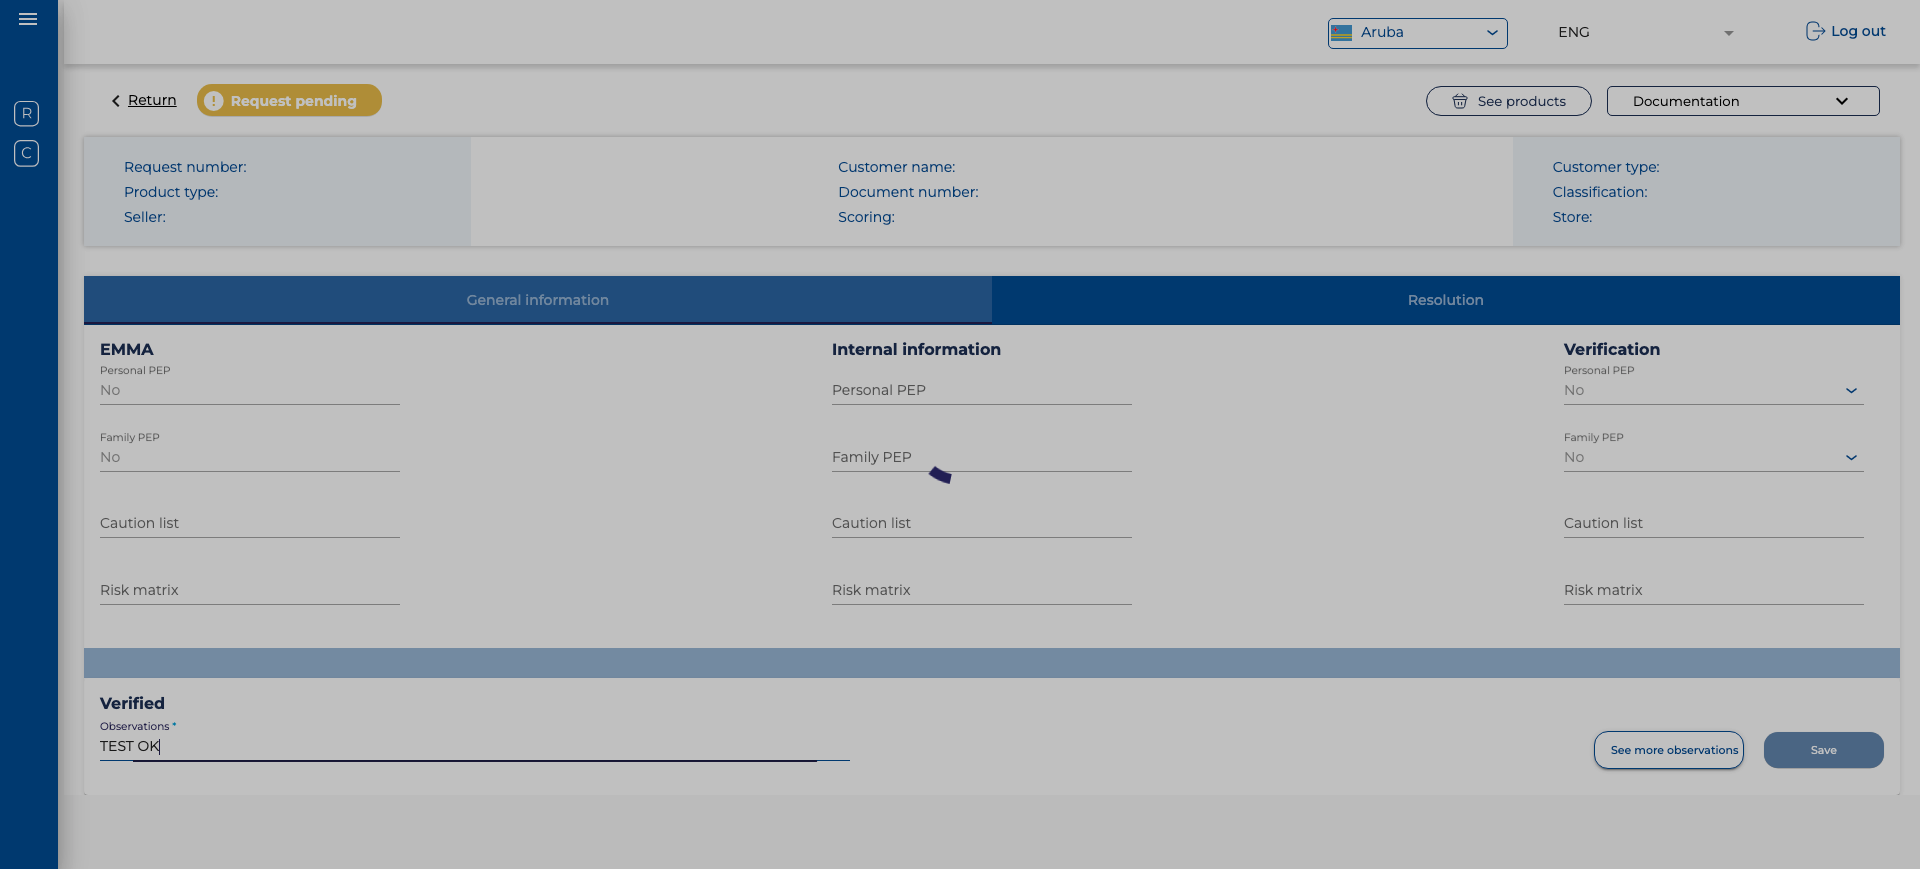 Aruba
ENG
Log out
R
C
Return
Request pending
See products
Documentation
Request number:
Product type:
Seller:
Customer name:
Document number:
Scoring:
Customer type:
Classification:
Store:
General information
Resolution
EMMA
Personal PEP
No
Family PEP
No
Caution list
Risk matrix
Internal information
Personal PEP
Family PEP
Caution list
Risk matrix
Verification
Personal PEP
No
Family PEP
No
Caution list
Risk matrix
Verified
Observations *
TEST OK
See more observations
Save